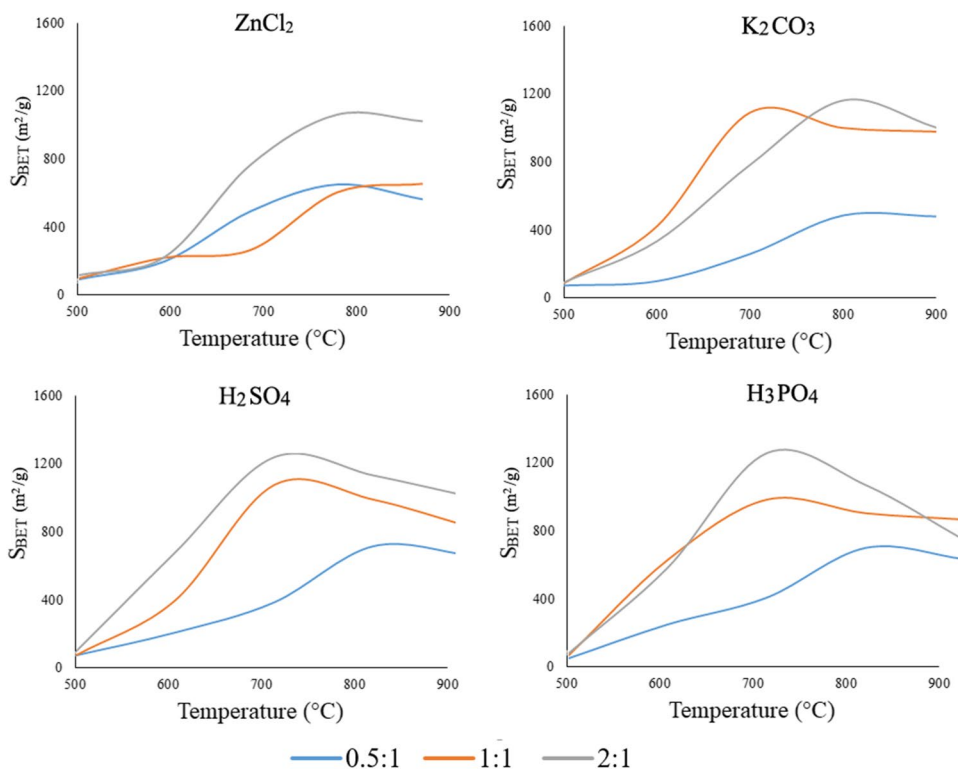 ZnCl2
1600
1200
800
400
0
SBET (m²/g)
500 600 700 800 900
Temperature (°C)
K2CO3
1600
1200
800
400
0
SBET (m²/g)
500 600 700 800 900
Temperature (°C)
H2SO4
1600
1200
800
400
0
SBET (m²/g)
500 600 700 800 900
Temperature (°C)
H3PO4
1600
1200
800
400
0
SBET (m²/g)
500 600 700 800 900
Temperature (°C)
0.5:1 1:1 2:1